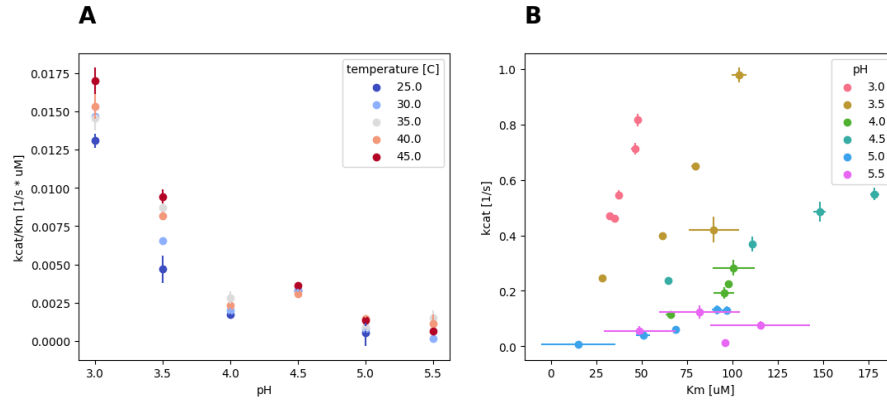 A
kcat/Km [1/s * uM]
0.0175
0.0150
0.0125
0.0100
0.0075
0.0050
0.0025
0.0000
3.0 3.5 4.0 4.5 5.0 5.5
pH
temperature [C]
25.0
30.0
35.0
40.0
45.0
B
kcat [1/s]
1.0
0.8
0.6
0.4
0.2
0.0
0 25 50 75 100 125 150 175
Km [uM]
pH
3.0
3.5
4.0
4.5
5.0
5.5